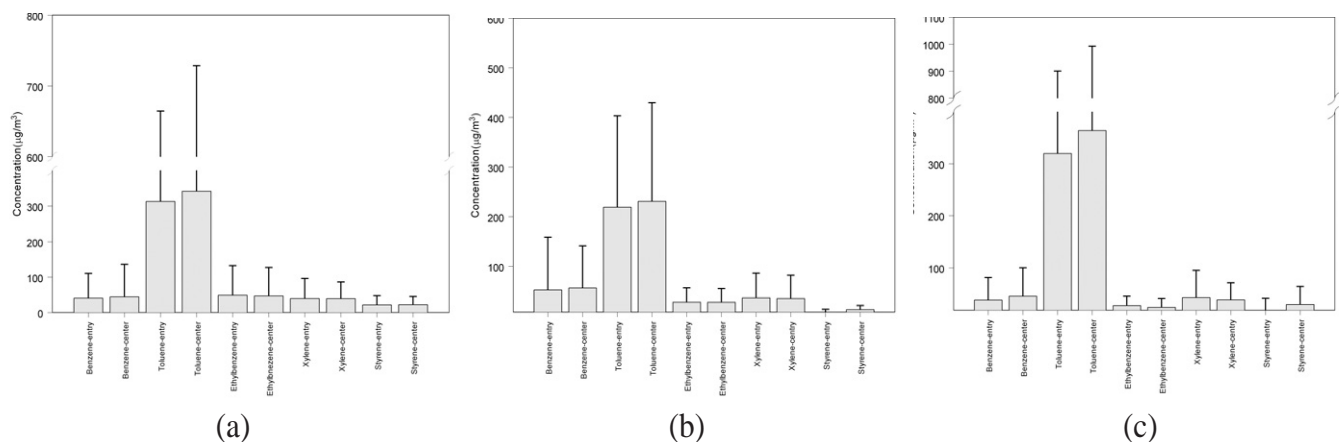 800
700
600
300
200
100
0
Concentration(μg/m³)
Benzene-entry
Benzene-center
Toluene-entry
Toluene-center
Ethylbenzene-entry
Ethylbnezene-center
Xylene-entry
Xylene-center
Styrene-entry
Styrene-center
(a)
600
500
400
300
200
100
Concentration(μg/m³)
Benzene-entry
Benzene-center
Toluene-entry
Toluene-center
Ethylbenzene-entry
Ethylbenzene-center
Xylene-entry
Xylene-centry
Styrene-entry
Styrene-center
(b)
1100
1000
900
800
300
100
Benzene-entry
Benzene-center
Toluene-entry
Toluene-center
Ethylbenzene-entry
Ethylbenzene-center
Xylene-entry
Xylene-center
Styrene-entry
Styrene-center
(c)